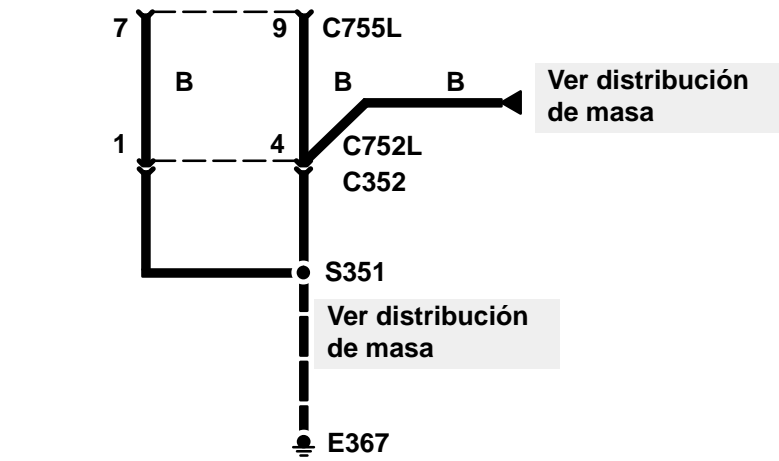 7 9 C755L
B B B Ver distribución
de masa
1 4 C752L
C352
S351
Ver distribución
de masa
E367